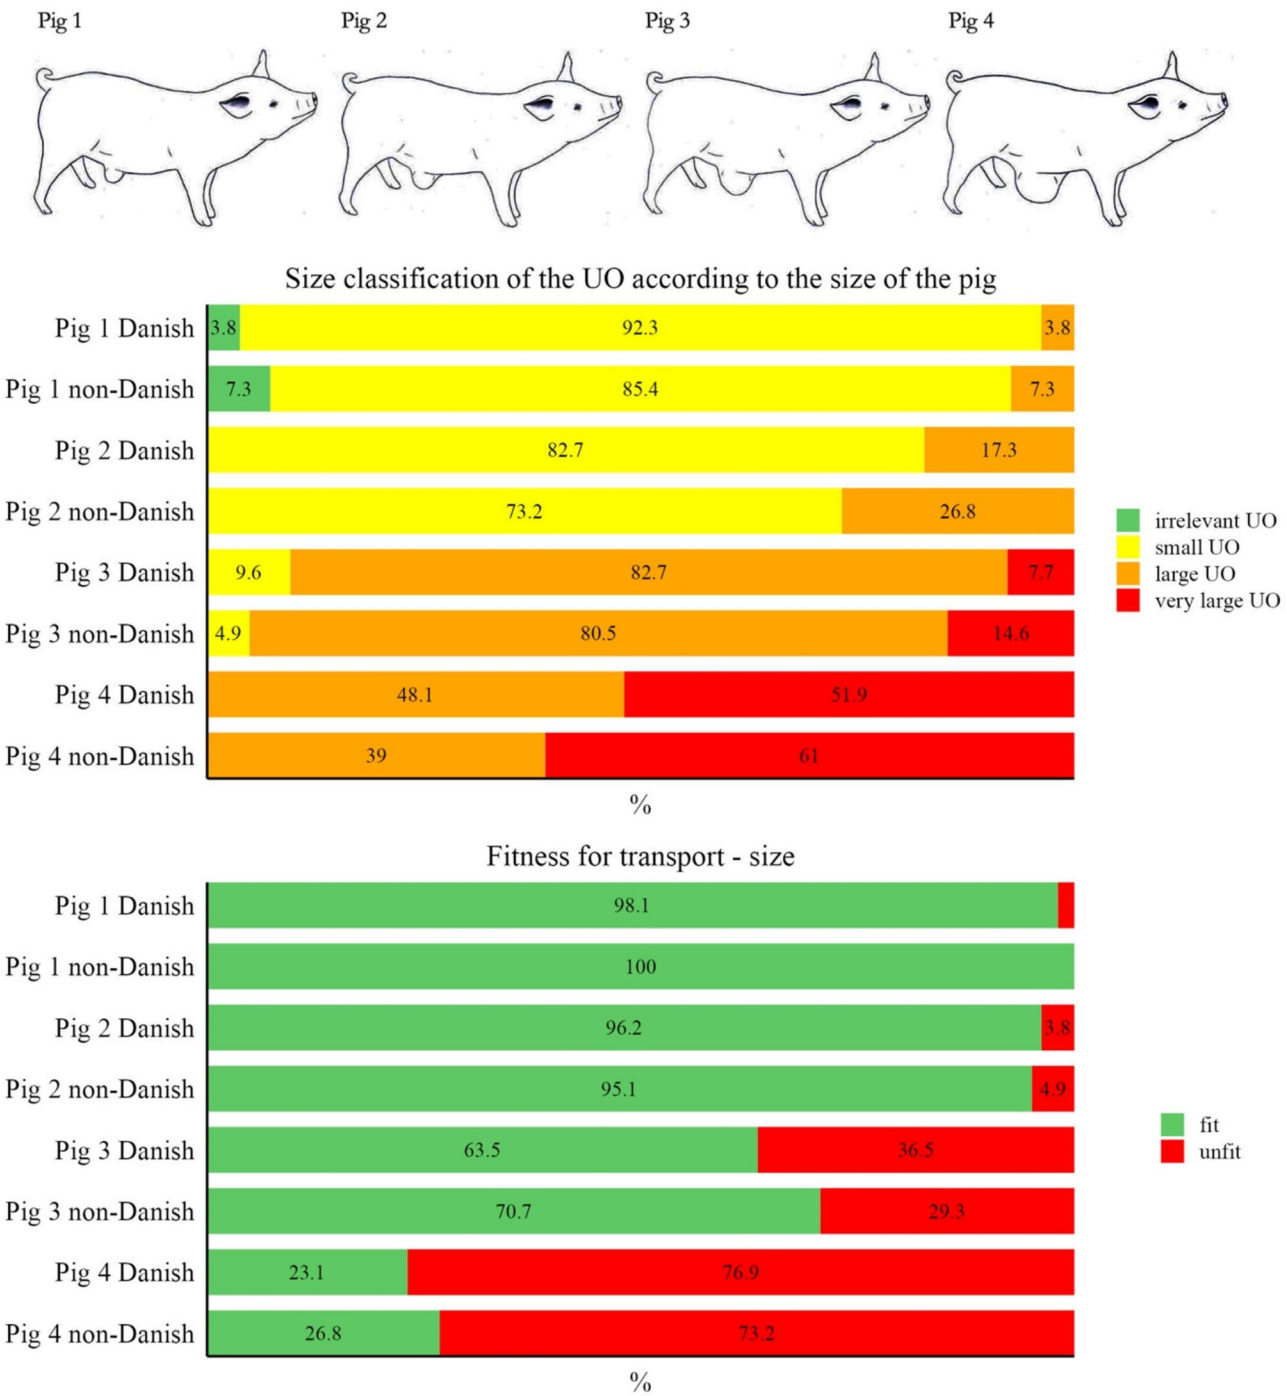 Pig 1 Pig 2 Pig 3 Pig 4
Size classification of the UO according to the size of the pig
Pig 1 Danish 3.8 92.3 3.8
Pig 1 non-Danish 7.3 85.4 7.3
Pig 2 Danish 82.7 17.3
Pig 2 non-Danish 73.2 26.8
irrelevant UO
small UO
Pig 3 Danish 9.6 82.7 7.7
large UO
very large UO
Pig 3 non-Danish 4.9 80.5 14.6
Pig 4 Danish 48.1 51.9
Pig 4 non-Danish 39 61
%
Fitness for transport - size
Pig 1 Danish 98.1
Pig 1 non-Danish 100
Pig 2 Danish 96.2 3.8
Pig 2 non-Danish 95.1 4.9
fit
Pig 3 Danish 63.5 36.5
unfit
Pig 3 non-Danish 70.7 29.3
Pig 4 Danish 23.1 76.9
Pig 4 non-Danish 26.8 73.2
%